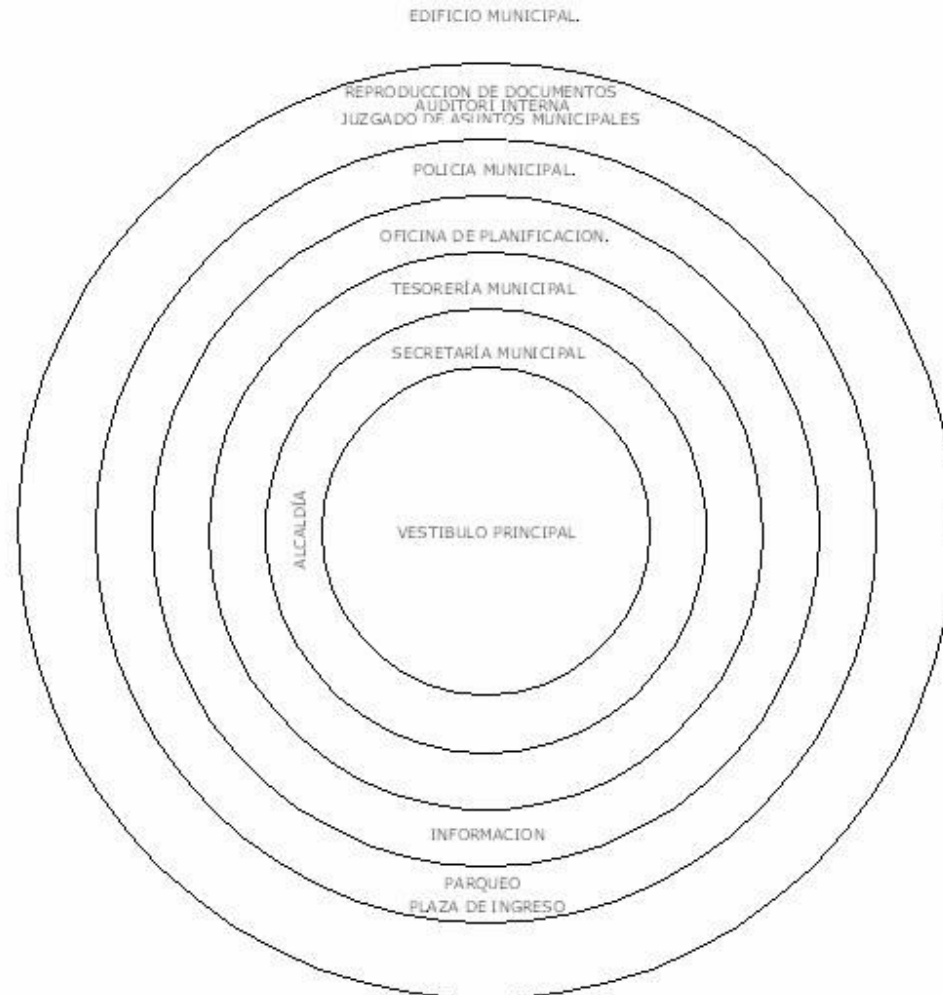 EDIFICIO MUNICIPAL.
REPRODUCCION DE DOCUMENTOS
AUDITORÍ INTERNA
JUZGADO DE ASUNTOS MUNICIPALES
POLICIA MUNICIPAL.
OFICINA DE PLANIFICACION.
TESORERÍA MUNICIPAL
SECRETARÍA MUNICIPAL
ALCALDÍA
VESTIBULO PRINCIPAL
INFORMACION
PARQUEO
PLAZA DE INGRESO